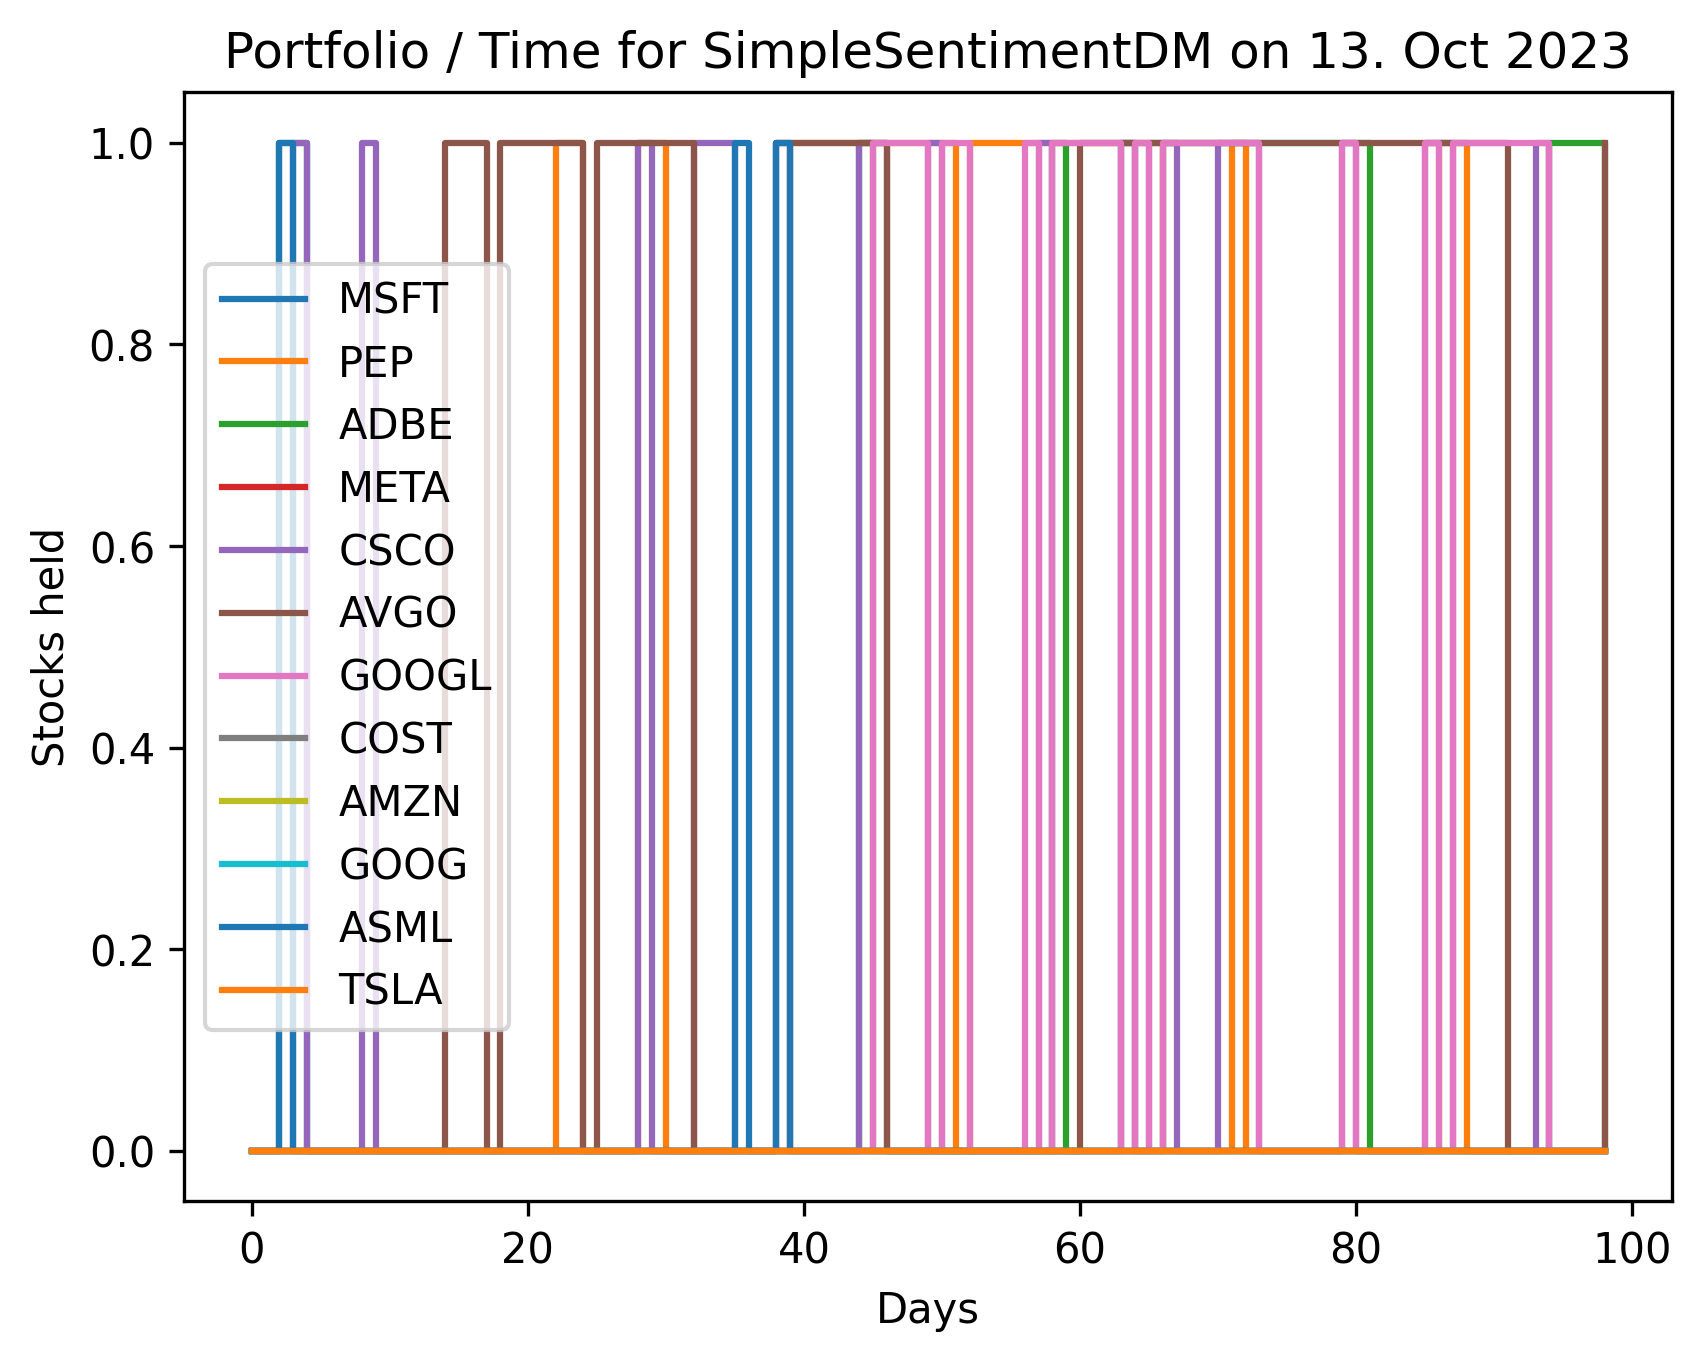 Portfolio / Time for SimpleSentimentDM on 13. Oct 2023
1.0
0.8
0.6
0.4
0.2
0.0
Stocks held
MSFT
PEP
ADBE
META
CSCO
AVGO
GOOGL
COST
AMZN
GOOG
ASML
TSLA
0 20 40 60 80 100
Days